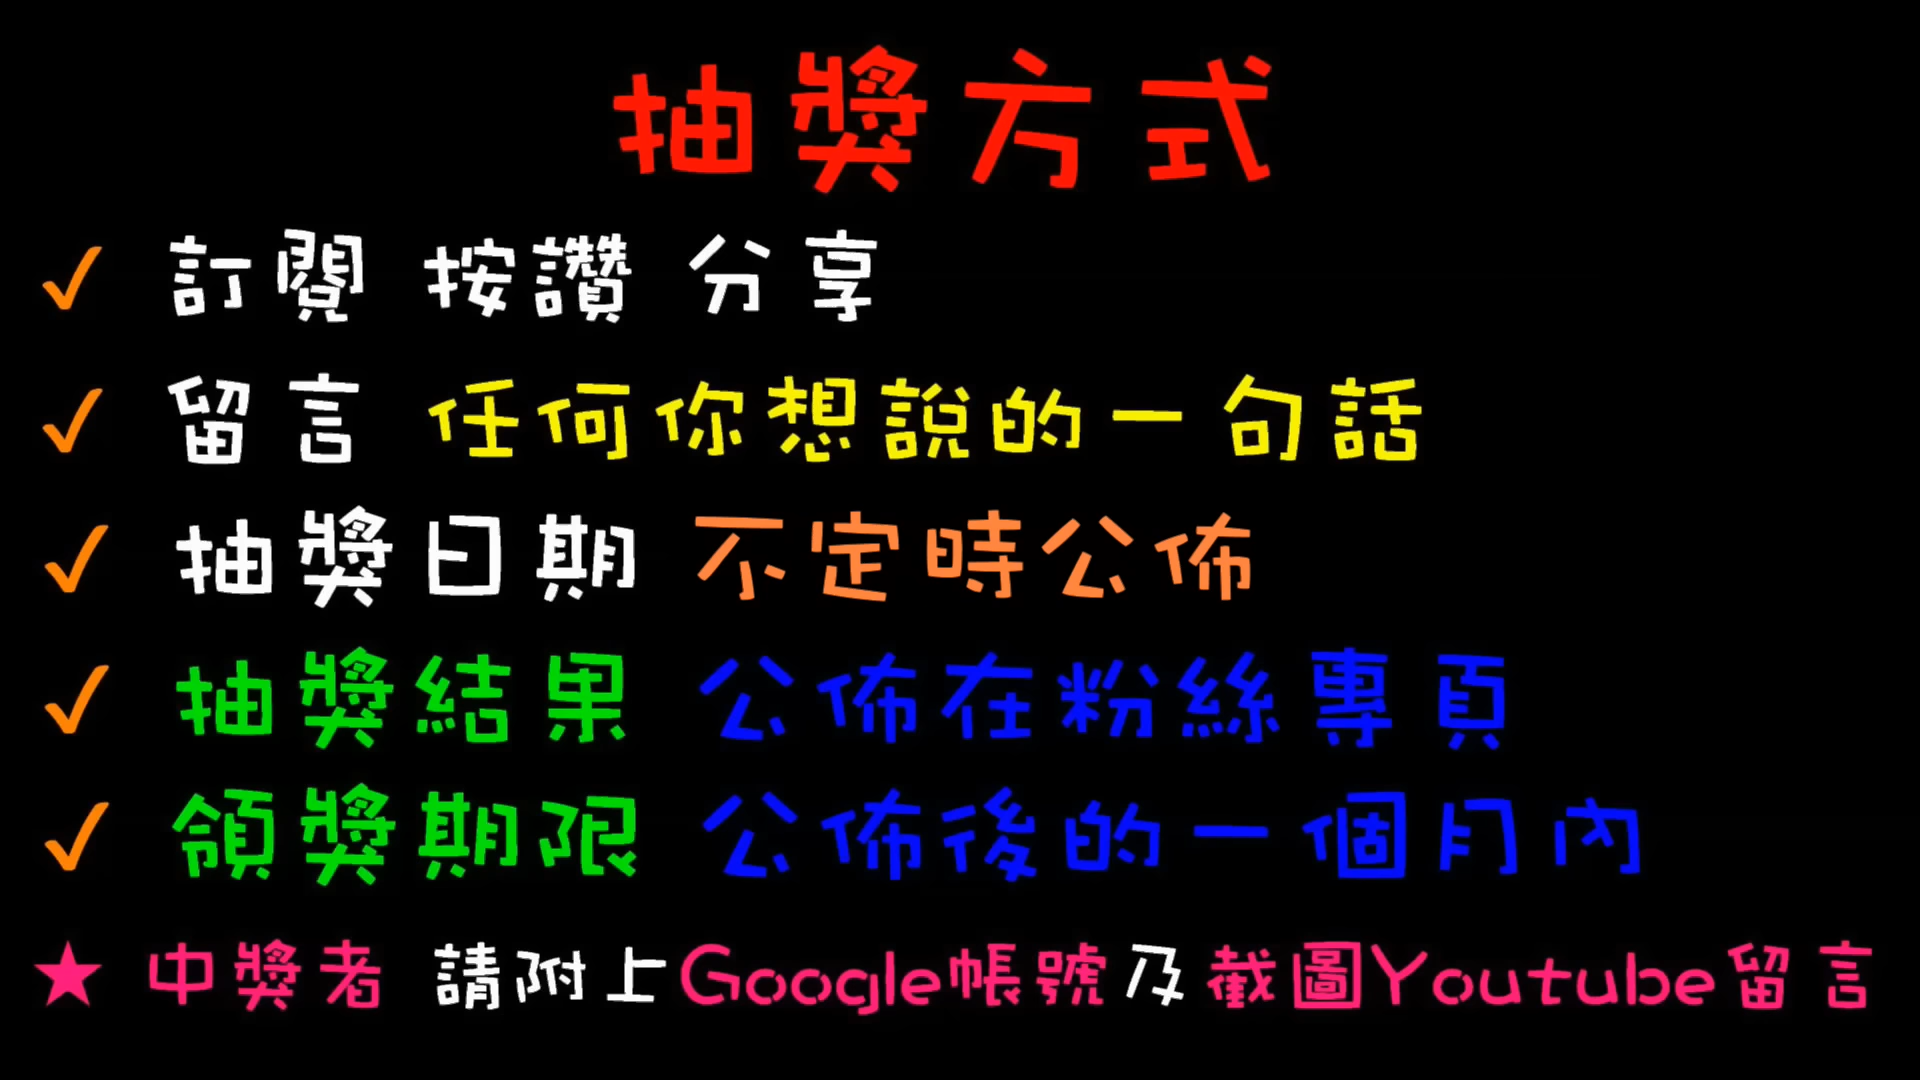 抽獎方式
✓ 訂閱 按讚 分享
✓ 留言 任何你想說的一句話
✓ 抽獎日期 不定時公佈
✓ 抽獎結果 公佈在粉絲專頁
✓ 領獎期限 公佈後的一個月內
★ 中獎者 請附上Google帳號及截圖Youtube留言